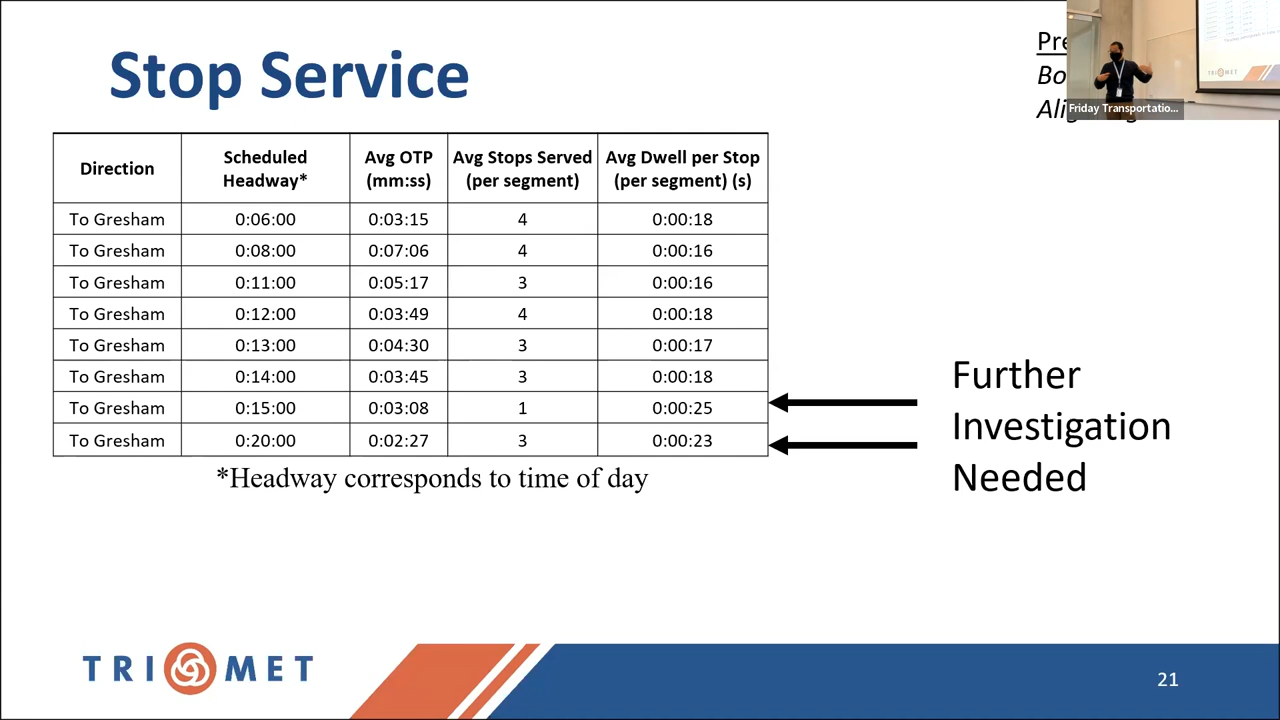 Stop Service
Direction Scheduled Headway* Avg OTP (mm:ss) Avg Stops Served (per segment) Avg Dwell per Stop (per segment) (s)
To Gresham 0:06:00 0:03:15 4 0:00:18
To Gresham 0:08:00 0:07:06 4 0:00:16
To Gresham 0:11:00 0:05:17 3 0:00:16
To Gresham 0:12:00 0:03:49 4 0:00:18
To Gresham 0:13:00 0:04:30 3 0:00:17
To Gresham 0:14:00 0:03:45 3 0:00:18
To Gresham 0:15:00 0:03:08 1 0:00:25
To Gresham 0:20:00 0:02:27 3 0:00:23
*Headway corresponds to time of day
Further
Investigation
Needed
Friday Transportatio...
TRIMET
TRIMET
21